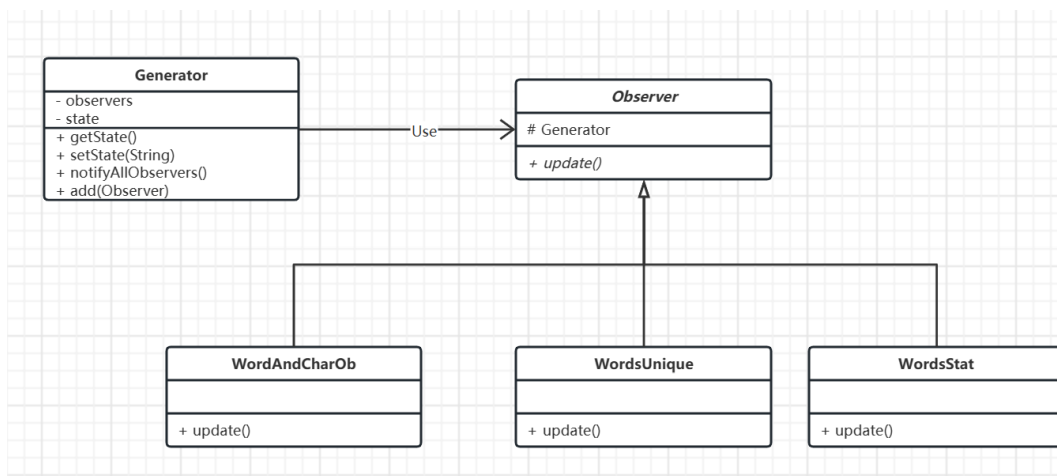 Generator
- observers
- state
+ getState()
+ setState(String)
+ notifyAllObservers()
+ add(Observer)
Use
Observer
# Generator
+ update()
WordAndCharOb
+ update()
WordsUnique
+ update()
WordsStat
+ update()